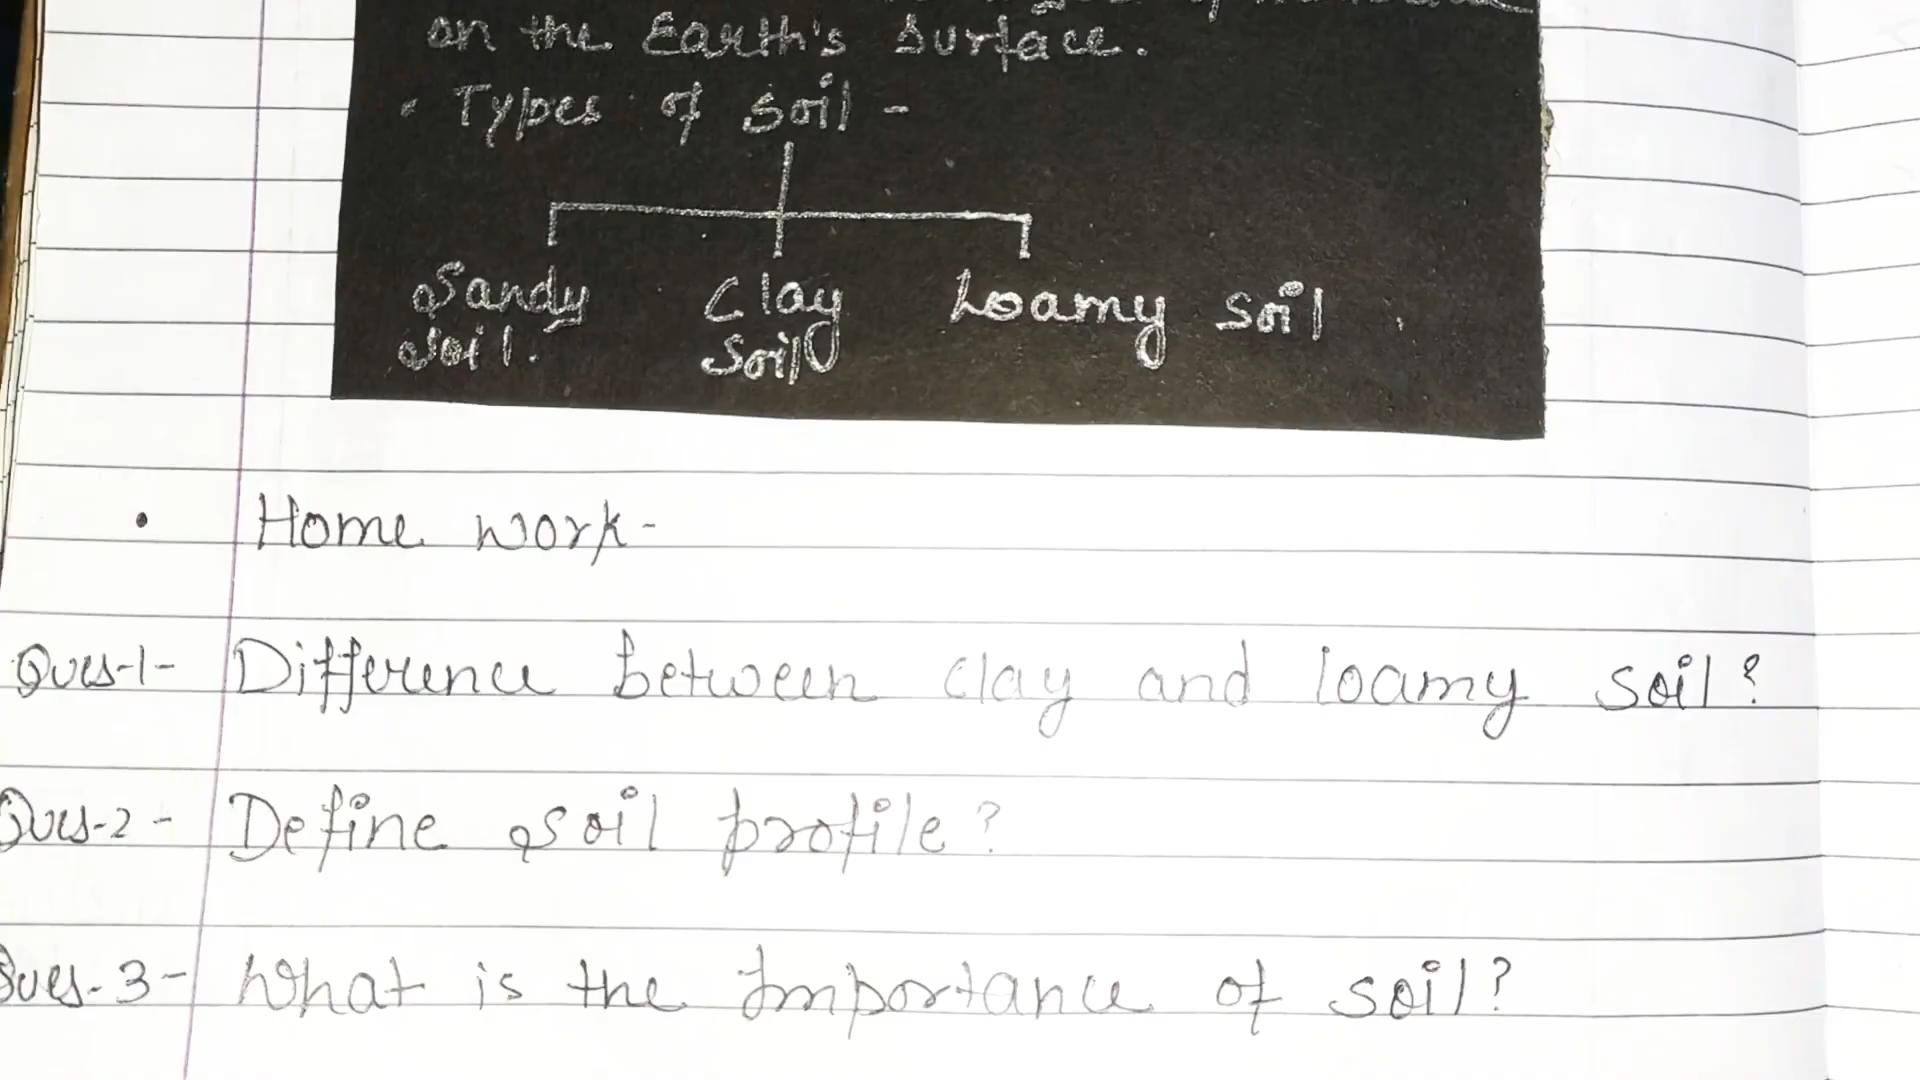 on the Earth's surface.
• Types of soil -
Sandy soil.
Clay soil
Loamy soil
• Home work-
Ques-1- Difference between clay and loamy soil?
Ques-2- Define soil profile?
Ques-3- What is the Importance of soil?